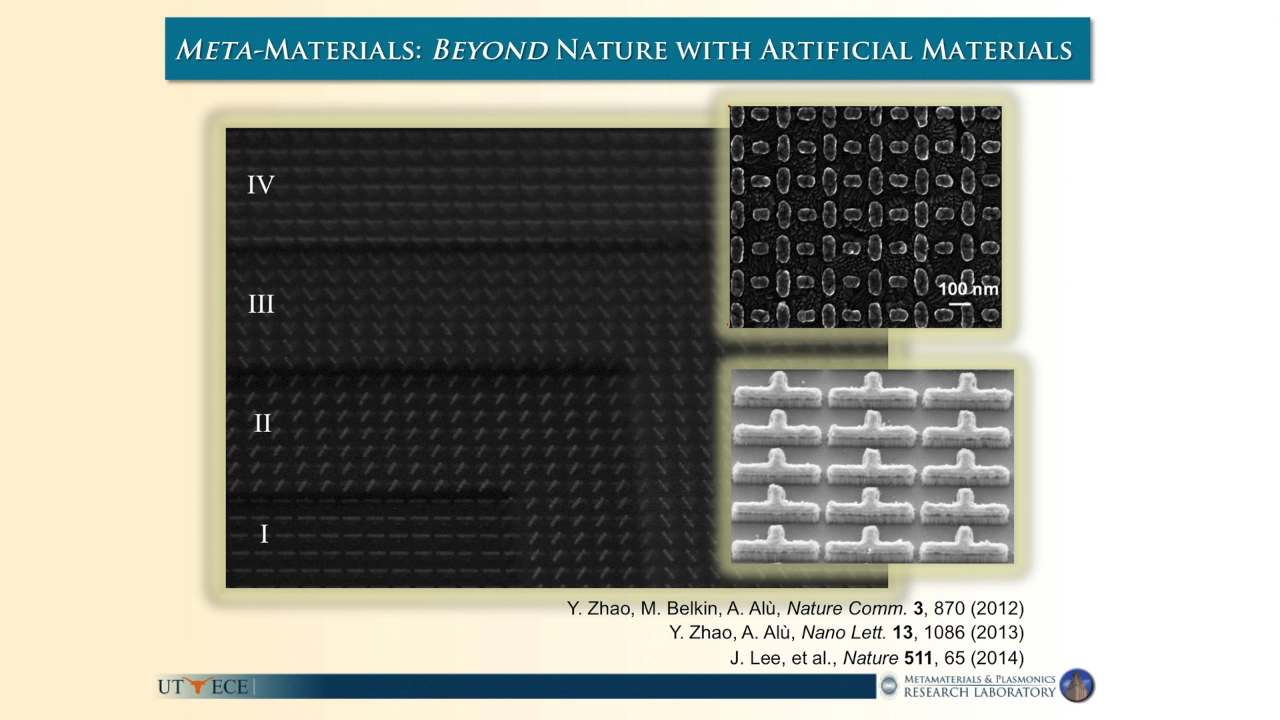 META-MATERIALS: BEYOND NATURE WITH ARTIFICIAL MATERIALS
IV
III
II
I
100 nm
Y. Zhao, M. Belkin, A. Alù, Nature Comm. 3, 870 (2012)
Y. Zhao, A. Alù, Nano Lett. 13, 1086 (2013)
J. Lee, et al., Nature 511, 65 (2014)
UT ECE
METAMATERIALS & PLASMONICS
RESEARCH LABORATORY